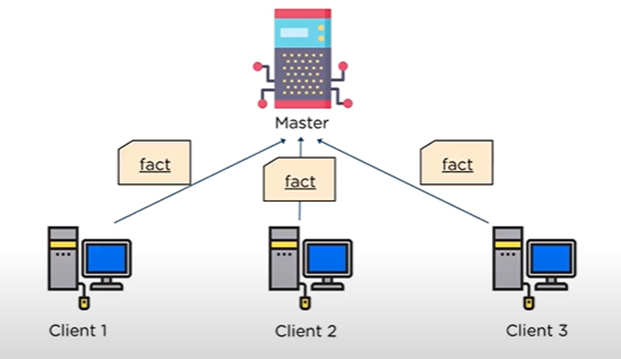 Master
fact
fact
fact
Client 1
Client 2
Client 3